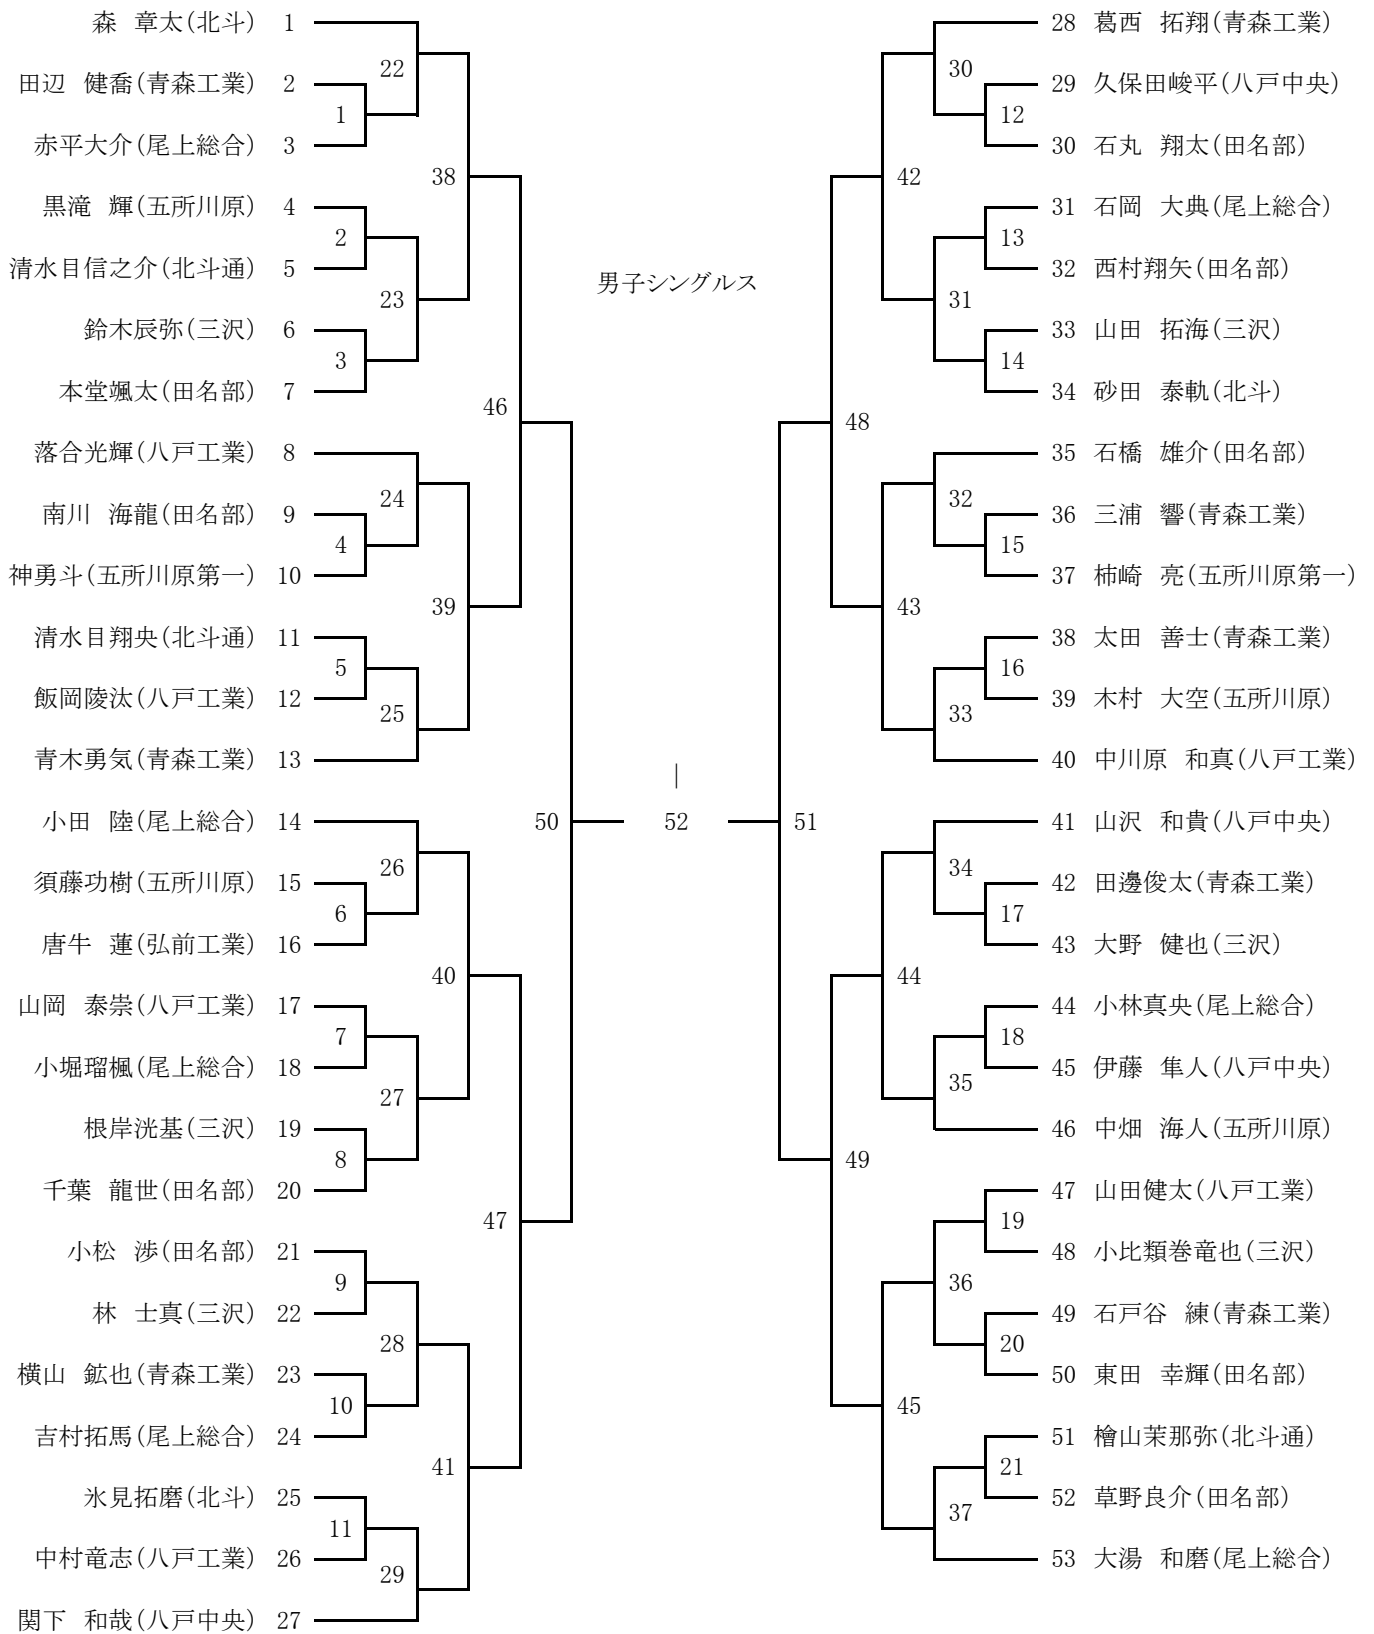 森 章太(北斗) 1
田辺 健喬(青森工業) 2
赤平大介(尾上総合) 3
黒滝 輝(五所川原) 4
清水目信之介(北斗通) 5
鈴木辰弥(三沢) 6
本堂颯太(田名部) 7
落合光輝(八戸工業) 8
南川 海龍(田名部) 9
神勇斗(五所川原第一) 10
清水目翔央(北斗通) 11
飯岡陵汰(八戸工業) 12
青木勇気(青森工業) 13
小田 陸(尾上総合) 14
須藤功樹(五所川原) 15
唐牛 蓮(弘前工業) 16
山岡 泰崇(八戸工業) 17
小堀瑠楓(尾上総合) 18
根岸洸基(三沢) 19
千葉 龍世(田名部) 20
小松 渉(田名部) 21
林 士真(三沢) 22
横山 鉱也(青森工業) 23
吉村拓馬(尾上総合) 24
氷見拓磨(北斗) 25
中村竜志(八戸工業) 26
関下 和哉(八戸中央) 27
1
2
3
4
5
6
7
8
9
10
11
22
23
24
25
26
27
28
29
38
39
40
41
46
47
50
男子シングルス
|
52
51
48
49
42
43
44
45
30
31
32
33
34
35
36
37
12
13
14
15
16
17
18
19
20
21
28 葛西 拓翔(青森工業)
29 久保田峻平(八戸中央)
30 石丸 翔太(田名部)
31 石岡 大典(尾上総合)
32 西村翔矢(田名部)
33 山田 拓海(三沢)
34 砂田 泰軌(北斗)
35 石橋 雄介(田名部)
36 三浦 響(青森工業)
37 柿崎 亮(五所川原第一)
38 太田 善士(青森工業)
39 木村 大空(五所川原)
40 中川原 和真(八戸工業)
41 山沢 和貴(八戸中央)
42 田邊俊太(青森工業)
43 大野 健也(三沢)
44 小林真央(尾上総合)
45 伊藤 隼人(八戸中央)
46 中畑 海人(五所川原)
47 山田健太(八戸工業)
48 小比類巻竜也(三沢)
49 石戸谷 練(青森工業)
50 東田 幸輝(田名部)
51 檜山茉那弥(北斗通)
52 草野良介(田名部)
53 大湯 和磨(尾上総合)